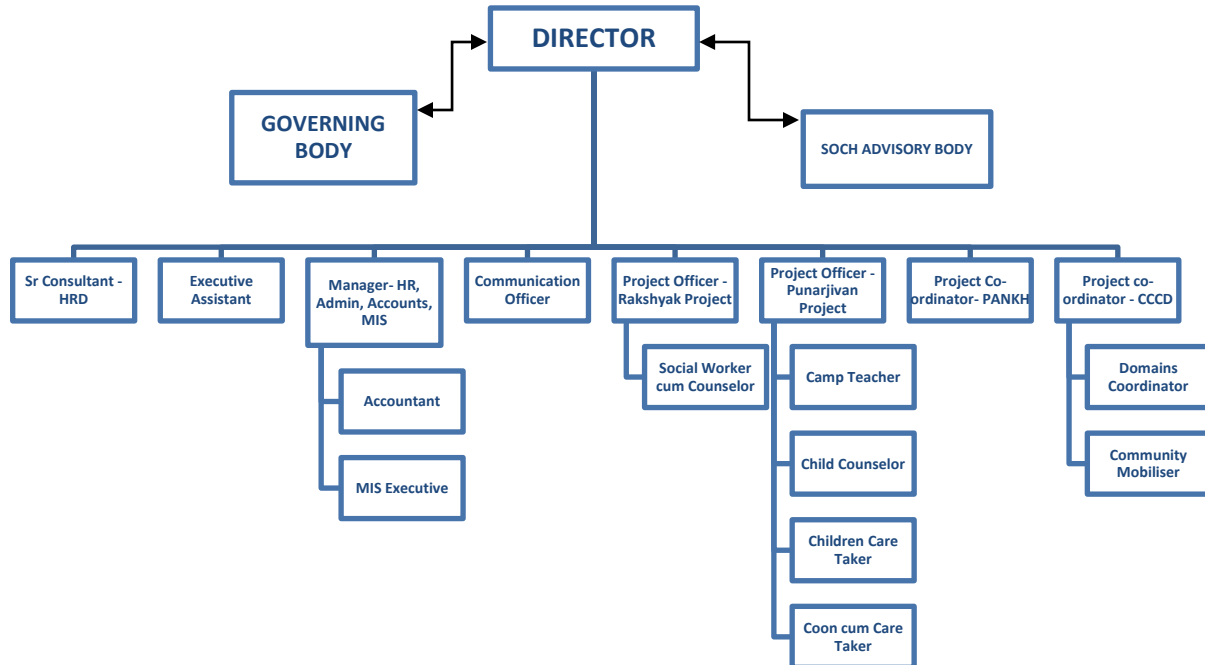 DIRECTOR
GOVERNING
BODY
SOCH ADVISORY BODY
Sr Consultant -
HRD
Executive
Assistant
Manager- HR,
Admin, Accounts,
MIS
Communication
Officer
Project Officer -
Rakshyak Project
Project Officer -
Punarjivan
Project
Project Co-
ordinator- PANKH
Project co-
ordinator - CCCD
Accountant
MIS Executive
Social Worker
cum Counselor
Camp Teacher
Child Counselor
Children Care
Taker
Coon cum Care
Taker
Domains
Coordinator
Community
Mobiliser